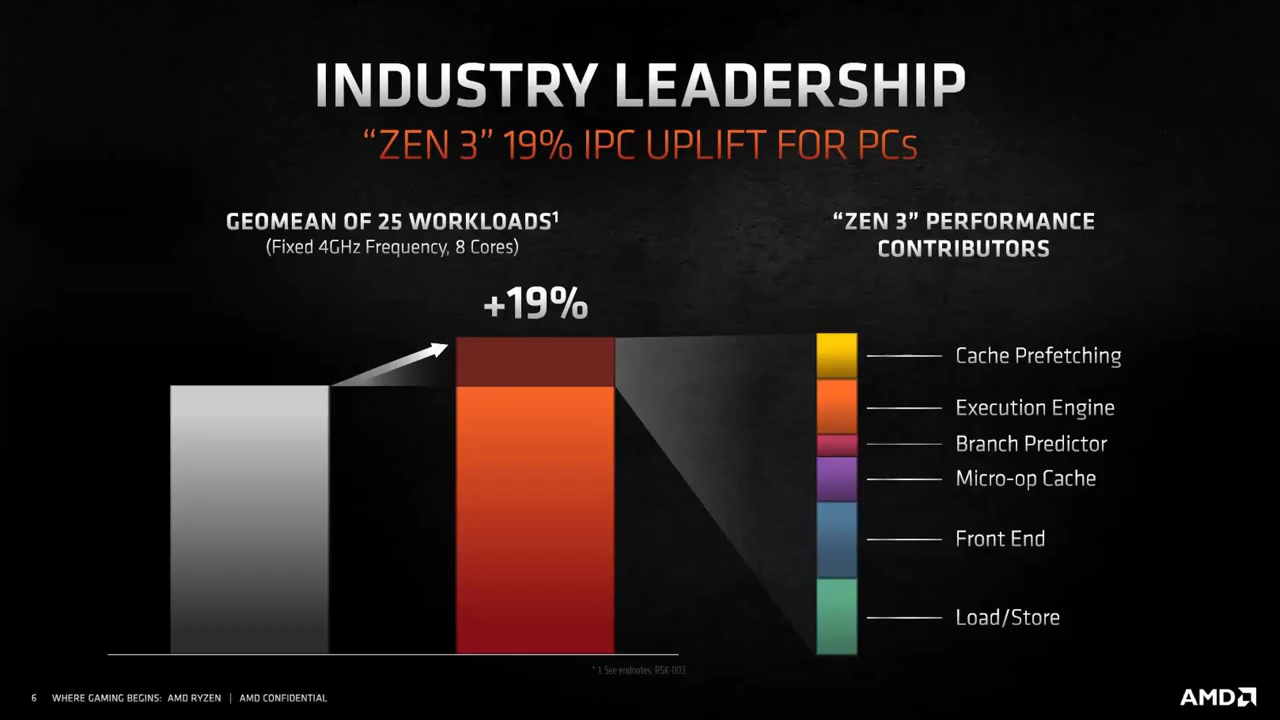 INDUSTRY LEADERSHIP
“ZEN 3” 19% IPC UPLIFT FOR PCs
GEOMEAN OF 25 WORKLOADS¹
(Fixed 4GHz Frequency, 8 Cores)
+19%
“ZEN 3” PERFORMANCE
CONTRIBUTORS
Cache Prefetching
Execution Engine
Branch Predictor
Micro-op Cache
Front End
Load/Store
* 1. See endnotes: R5K-003.
6 WHERE GAMING BEGINS: AMD RYZEN | AMD CONFIDENTIAL
AMD